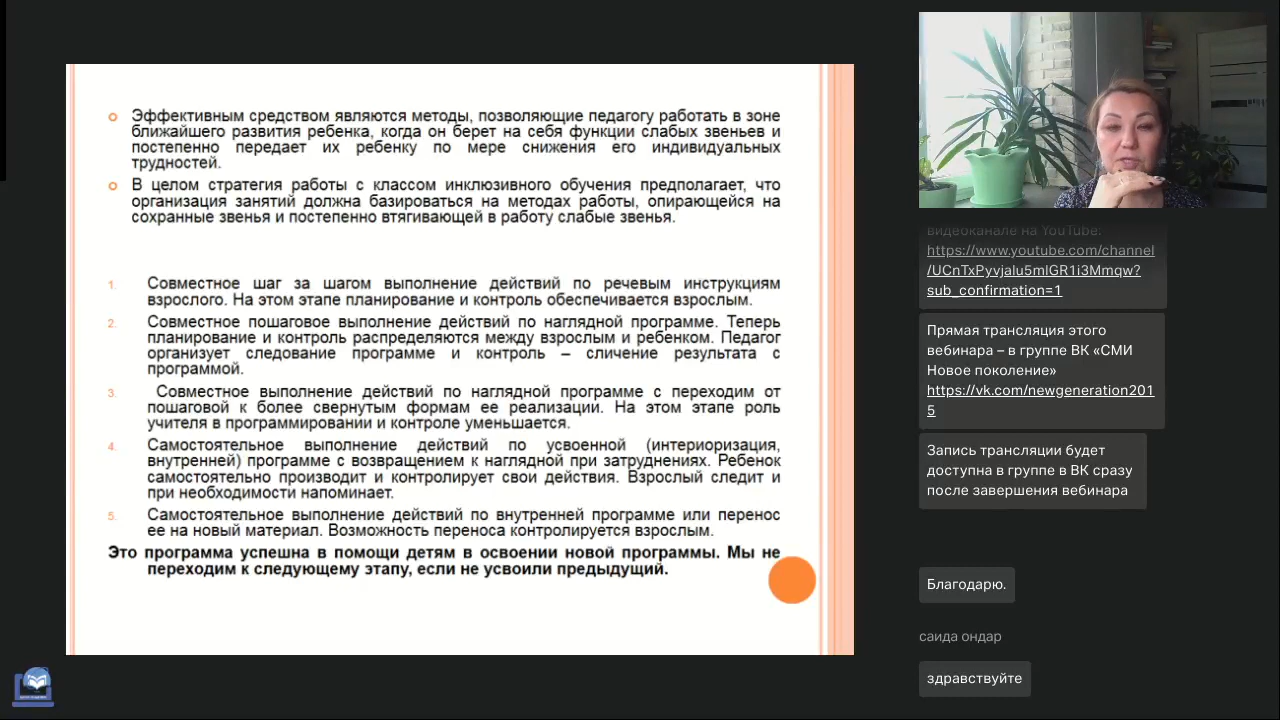 Эффективным средством являются методы, позволяющие педагогу работать в зоне
ближайшего развития ребенка, когда он берет на себя функции слабых звеньев и
постепенно передает их ребенку по мере снижения его индивидуальных
трудностей.
В целом стратегия работы с классом инклюзивного обучения предполагает, что
организация занятий должна базироваться на методах работы, опирающейся на
сохранные звенья и постепенно втягивающей в работу слабые звенья.
1. Совместное шаг за шагом выполнение действий по речевым инструкциям
взрослого. На этом этапе планирование и контроль обеспечивается взрослым.
2. Совместное пошаговое выполнение действий по наглядной программе. Теперь
планирование и контроль распределяются между взрослым и ребенком. Педагог
организует следование программе и контроль – сличение результата с
программой.
3. Совместное выполнение действий по наглядной программе с переходим от
пошаговой к более свернутым формам ее реализации. На этом этапе роль
учителя в программировании и контроле уменьшается.
4. Самостоятельное выполнение действий по усвоенной (интериоризация,
внутренней) программе с возвращением к наглядной при затруднениях. Ребенок
самостоятельно производит и контролирует свои действия. Взрослый следит и
при необходимости напоминает.
5. Самостоятельное выполнение действий по внутренней программе или перенос
ее на новый материал. Возможность переноса контролируется взрослым.
Это программа успешна в помощи детям в освоении новой программы. Мы не
переходим к следующему этапу, если не усвоили предыдущий.
видеоканале на YouTube:
https://www.youtube.com/channel
/UCnTxPyvjalu5mlGR1i3Mmqw?
sub_confirmation=1
Прямая трансляция этого
вебинара – в группе ВК «СМИ
Новое поколение»
https://vk.com/newgeneration201
5
Запись трансляции будет
доступна в группе в ВК сразу
после завершения вебинара
Благодарю.
саида ондар
здравствуйте